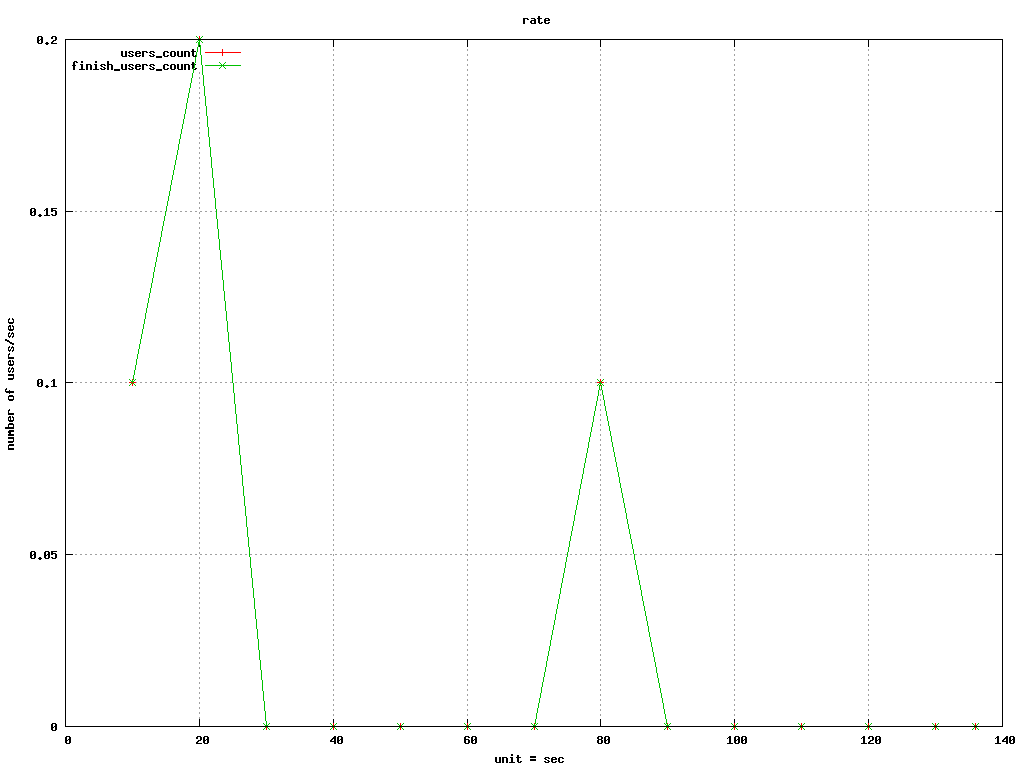 rate
users_count
finish_users_count
0.2
0.15
0.1
0.05
0
number of users/sec
0 20 40 60 80 100 120 140
unit = sec